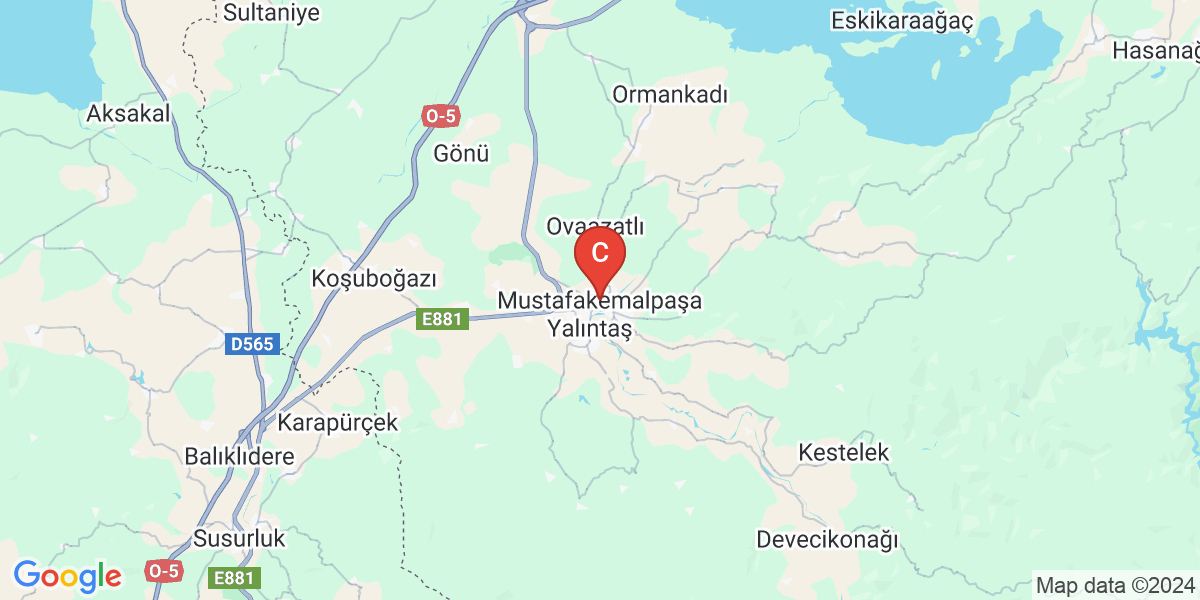 Sultaniye
Eskikaraağaç
Hasanağ
Aksakal
Ormankadı
O-5
Gönü
Ovaazatlı
C
Koşuboğazı
Mustafakemalpaşa
E881
Yalıntaş
D565
Karapürçek
Balıklıdere
Kestelek
Susurluk
Devecikonağı
O-5
E881
Google
Map data ©2024